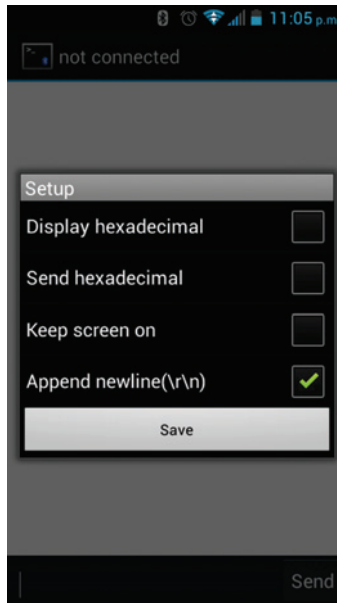 11:05 p.m
not connected
Setup
Display hexadecimal
Send hexadecimal
Keep screen on
Append newline(\r\n)
Save
Send